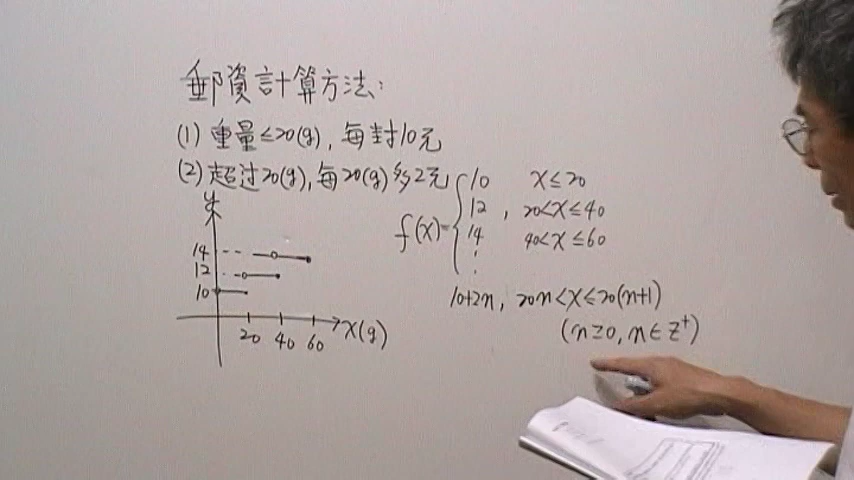 郵資計算方法:
(1) 重量≤20(g), 每封10元
(2) 超过20(g), 每20(g)多2元
f(x)=
10 x≤20
12, 20<x≤40
14 40<x≤60
⋮
10+2n, 20n<x≤20(n+1)
(n≥0, n∈Z⁺)
y
14
12
10
20 40 60 x(g)